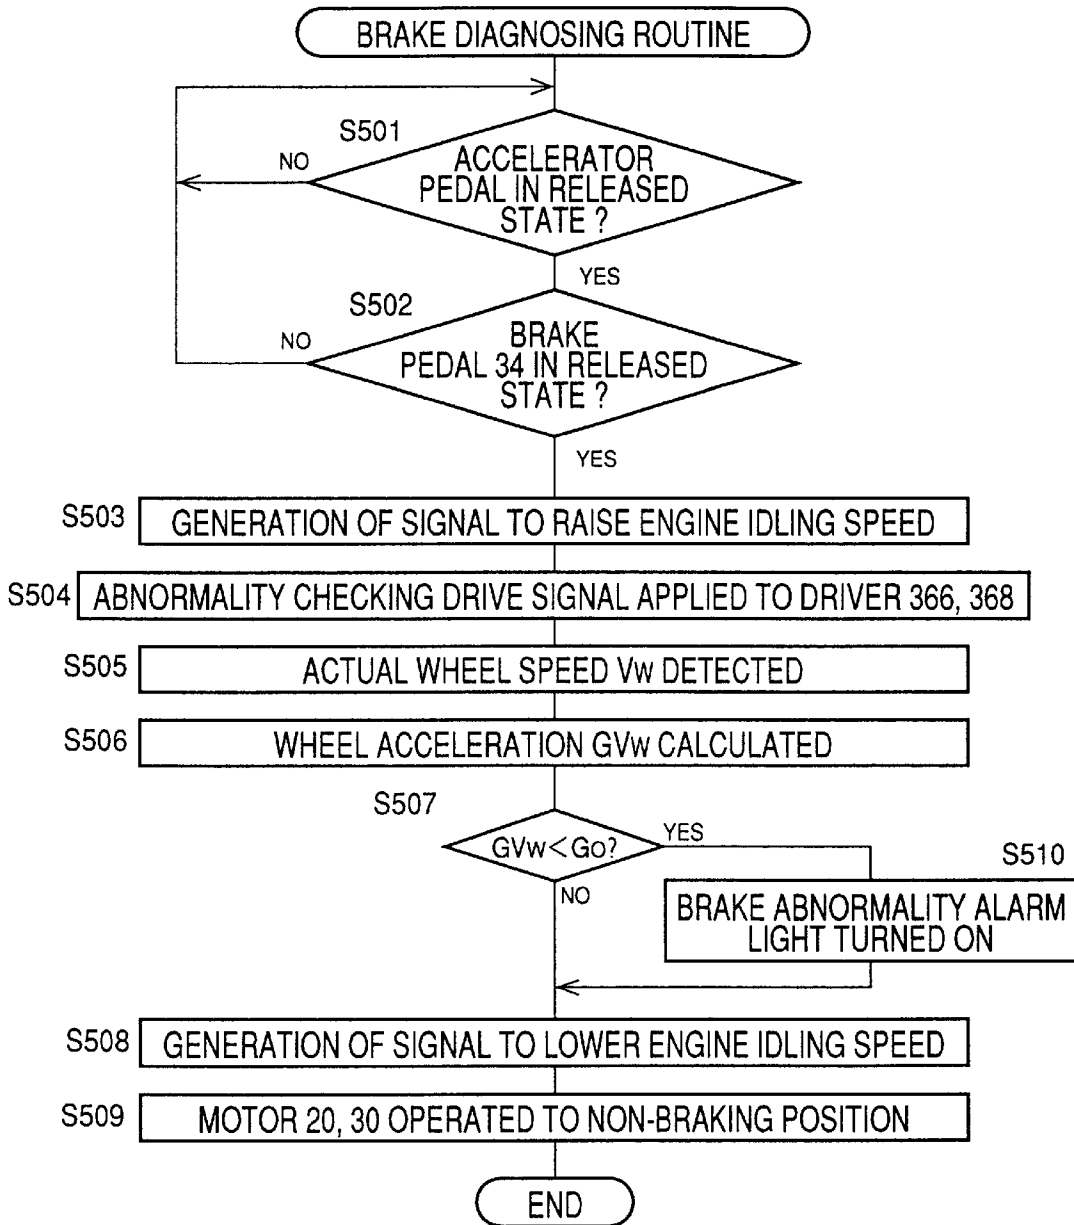 BRAKE DIAGNOSING ROUTINE
S501
NO
ACCELERATOR
PEDAL IN RELEASED
STATE ?
YES
S502
NO
BRAKE
PEDAL 34 IN RELEASED
STATE ?
YES
S503
GENERATION OF SIGNAL TO RAISE ENGINE IDLING SPEED
S504
ABNORMALITY CHECKING DRIVE SIGNAL APPLIED TO DRIVER 366, 368
S505
ACTUAL WHEEL SPEED Vw DETECTED
S506
WHEEL ACCELERATION GVw CALCULATED
S507
GVw<Go?
YES
NO
S510
BRAKE ABNORMALITY ALARM
LIGHT TURNED ON
S508
GENERATION OF SIGNAL TO LOWER ENGINE IDLING SPEED
S509
MOTOR 20, 30 OPERATED TO NON-BRAKING POSITION
END